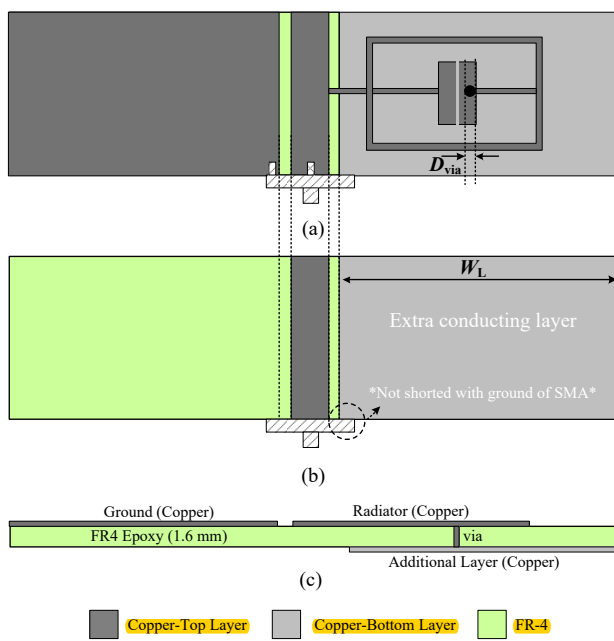 D_via
(a)
W_L
Extra conducting layer
*Not shorted with ground of SMA*
(b)
Ground (Copper)
Radiator (Copper)
FR4 Epoxy (1.6 mm)
via
Additional Layer (Copper)
(c)
Copper-Top Layer
Copper-Bottom Layer
FR-4